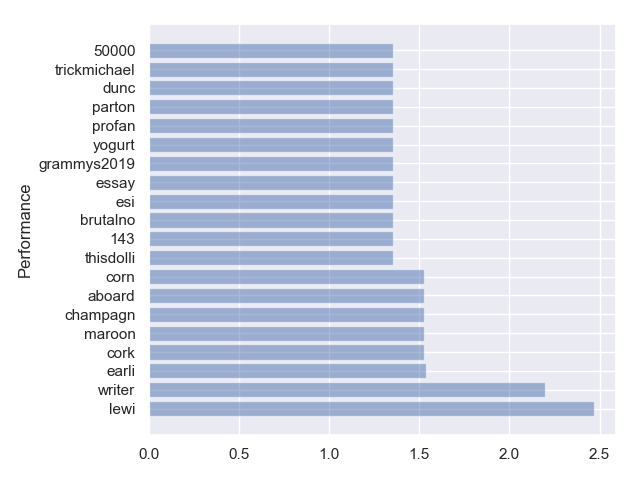 50000
trickmichael
dunc
parton
profan
yogurt
grammys2019
essay
esi
brutalno
143
thisdolli
corn
aboard
champagn
maroon
cork
earli
writer
lewi
Performance
0.0 0.5 1.0 1.5 2.0 2.5